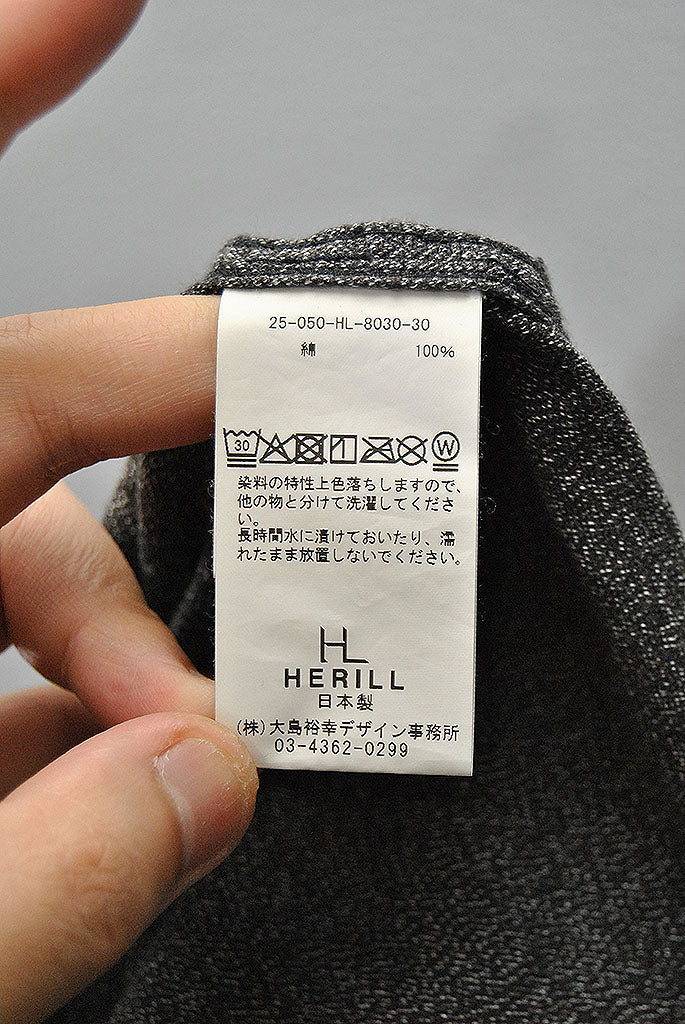 25-050-HL-8030-30
綿 100%
30
W
染料の特性上色落ちしますので、
他の物と分けて洗濯してくださ
い。
長時間水に漬けておいたり、濡
れたまま放置しないでください。
HL
HERILL
日本製
(株)大島裕幸デザイン事務所
03-4362-0299